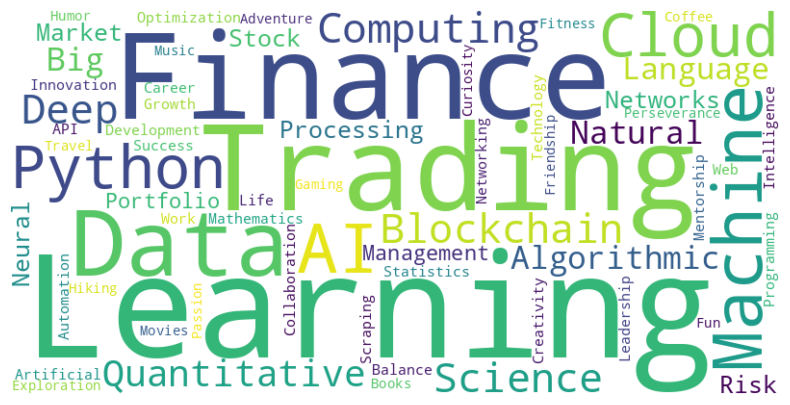 Humor
Optimization
Adventure
Coffee
Market
Music
Stock
Computing
Fitness
Cloud
Big
Finance
Language
Innovation
Career
Curiosity
Deep
Growth
Networks
Perseverance
API
Development
Processing
Technology
Natural
Machine
Intelligence
Travel
Success
Trading
Python
Networking
Friendship
Web
Gaming
Mentorship
Portfolio
Life
Neural
Work
Mathematics
Blockchain
Data
AI
Management
Algorithmic
Programming
Collaboration
Statistics
Automation
Hiking
Passion
Learning
Creativity
Leadership
Movies
Scraping
Fun
Artificial
Quantitative
Balance
Science
Risk
Exploration
Books